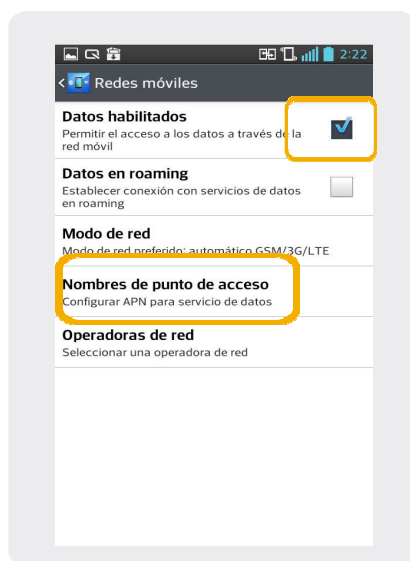 2:22
Redes móviles
Datos habilitados
Permitir el acceso a los datos a través de la
red móvil
Datos en roaming
Establecer conexión con servicios de datos
en roaming
Modo de red
Modo de red preferido: automático GSM/3G/LTE
Nombres de punto de acceso
Configurar APN para servicio de datos
Operadoras de red
Seleccionar una operadora de red